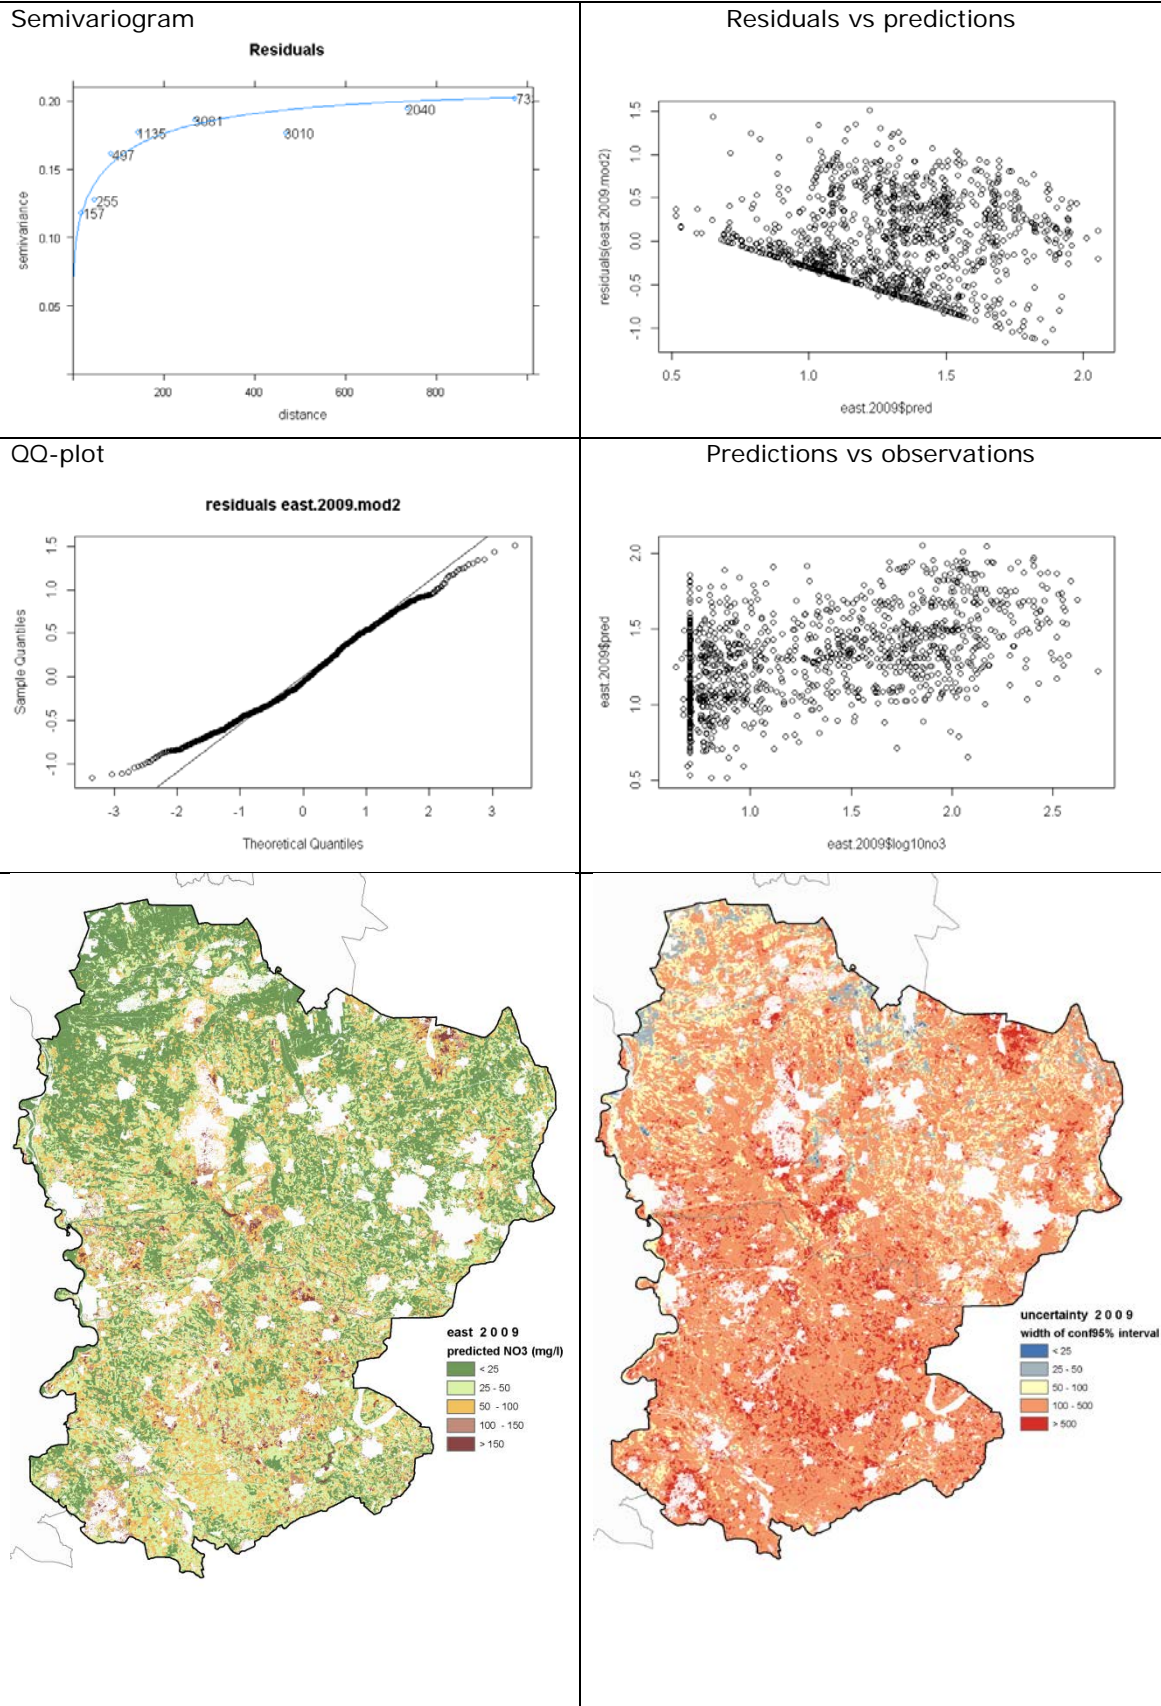 Semivariogram
Residuals
semivariance
0.20
0.15
0.10
0.05
157
255
497
1135
3081
3010
2040
73
200
400
600
800
distance
Residuals vs predictions
residuals(east.2009.mod2)
1.5
1.0
0.5
0.0
-0.5
-1.0
0.5
1.0
1.5
2.0
east.2009$pred
QQ-plot
residuals east.2009.mod2
Sample Quantiles
1.5
1.0
0.5
0.0
-0.5
-1.0
-3
-2
-1
0
1
2
3
Theoretical Quantiles
Predictions vs observations
east.2009$pred
2.0
1.5
1.0
0.5
1.0
1.5
2.0
2.5
east.2009$log10no3
east 2009
predicted NO3 (mg/l)
< 25
25 - 50
50 - 100
100 - 150
> 150
uncertainty 2009
width of conf95% interval
< 25
25 - 50
50 - 100
100 - 500
> 500